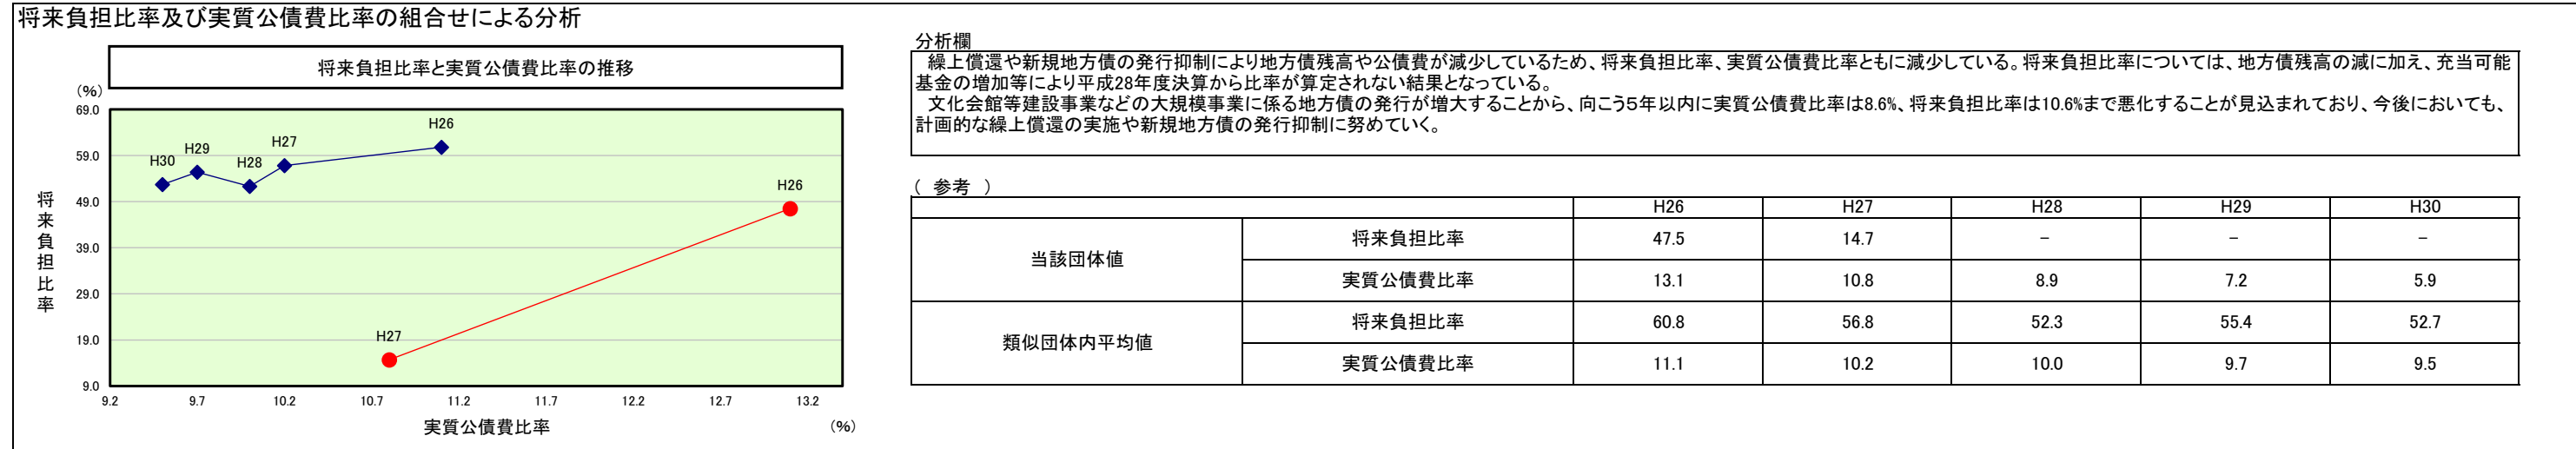 将来負担比率及び実質公債費比率の組合せによる分析
将来負担比率と実質公債費比率の推移
(%)
69.0
59.0
49.0
39.0
29.0
19.0
9.0
将来負担比率
H30
H29
H28
H27
H26
H26
H27
9.2 9.7 10.2 10.7 11.2 11.7 12.2 12.7 13.2
実質公債費比率
(%)
分析欄
繰上償還や新規地方債の発行抑制により地方債残高や公債費が減少しているため、将来負担比率、実質公債費比率ともに減少している。将来負担比率については、地方債残高の減に加え、充当可能
基金の増加等により平成28年度決算から比率が算定されない結果となっている。
文化会館等建設事業などの大規模事業に係る地方債の発行が増大することから、向こう5年以内に実質公債費比率は8.6%、将来負担比率は10.6%まで悪化することが見込まれており、今後においても、
計画的な繰上償還の実施や新規地方債の発行抑制に努めていく。
( 参考 )
H26 H27 H28 H29 H30
当該団体値
将来負担比率 47.5 14.7 - - -
実質公債費比率 13.1 10.8 8.9 7.2 5.9
類似団体内平均値
将来負担比率 60.8 56.8 52.3 55.4 52.7
実質公債費比率 11.1 10.2 10.0 9.7 9.5